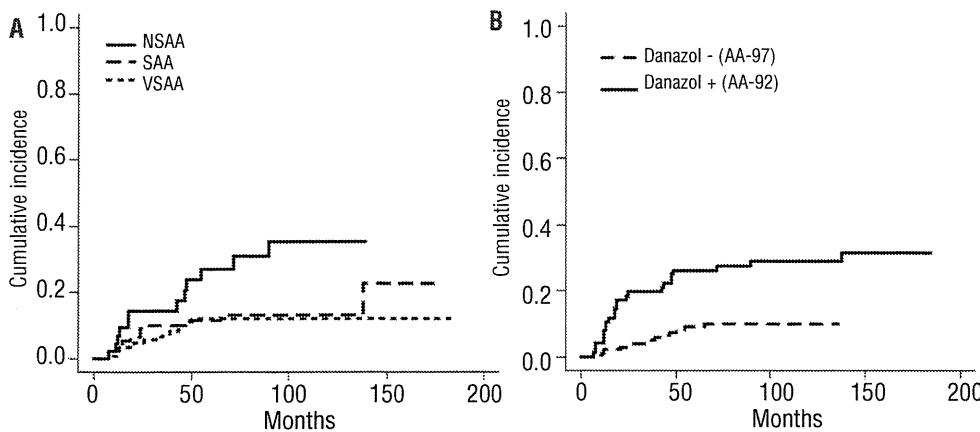 A
1.0
0.8
0.6
0.4
0.2
0.0
Cumulative incidence
NSAA
SAA
VSAA
0 50 100 150 200
Months
B
1.0
0.8
0.6
0.4
0.2
0.0
Cumulative incidence
Danazol - (AA-97)
Danazol + (AA-92)
0 50 100 150 200
Months